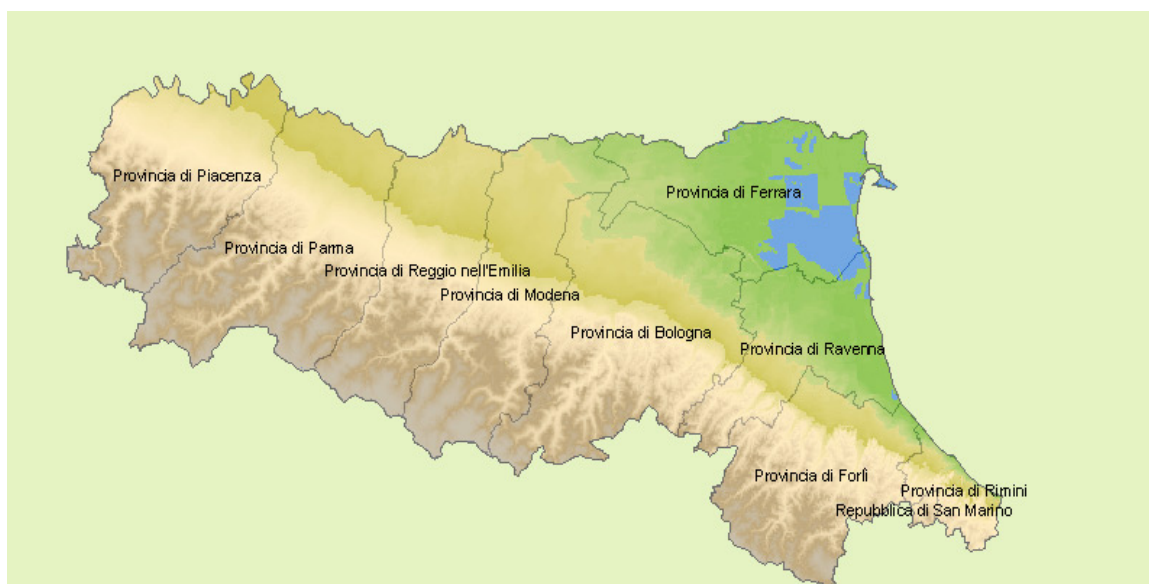 Provincia di Piacenza
Provincia di Ferrara
Provincia di Parma
Provincia di Reggio nell'Emilia
Provincia di Modena
Provincia di Bologna
Provincia di Ravenna
Provincia di Forlì
Provincia di Rimini
Repubblica di San Marino